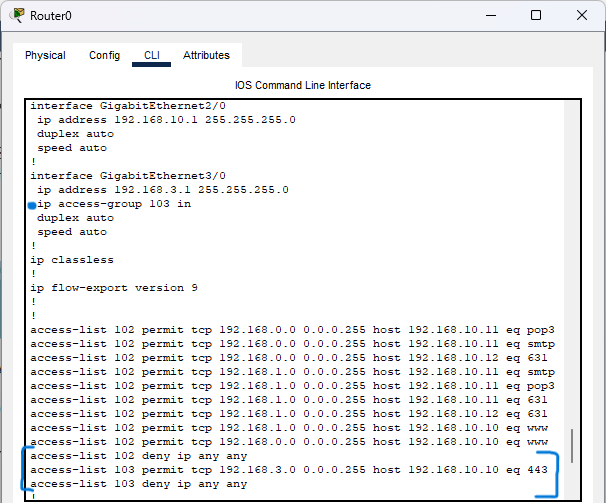 Router0
Physical Config CLI Attributes
IOS Command Line Interface
interface GigabitEthernet2/0
ip address 192.168.10.1 255.255.255.0
duplex auto
speed auto
!
interface GigabitEthernet3/0
ip address 192.168.3.1 255.255.255.0
ip access-group 103 in
duplex auto
speed auto
!
ip classless
!
ip flow-export version 9
!
!
access-list 102 permit tcp 192.168.0.0 0.0.0.255 host 192.168.10.11 eq pop3
access-list 102 permit tcp 192.168.0.0 0.0.0.255 host 192.168.10.11 eq smtp
access-list 102 permit tcp 192.168.0.0 0.0.0.255 host 192.168.10.12 eq 631
access-list 102 permit tcp 192.168.1.0 0.0.0.255 host 192.168.10.11 eq smtp
access-list 102 permit tcp 192.168.1.0 0.0.0.255 host 192.168.10.11 eq pop3
access-list 102 permit tcp 192.168.1.0 0.0.0.255 host 192.168.10.11 eq 631
access-list 102 permit tcp 192.168.1.0 0.0.0.255 host 192.168.10.12 eq 631
access-list 102 permit tcp 192.168.1.0 0.0.0.255 host 192.168.10.10 eq www
access-list 102 permit tcp 192.168.0.0 0.0.0.255 host 192.168.10.10 eq www
access-list 102 deny ip any any
access-list 103 permit tcp 192.168.3.0 0.0.0.255 host 192.168.10.10 eq 443
access-list 103 deny ip any any
!